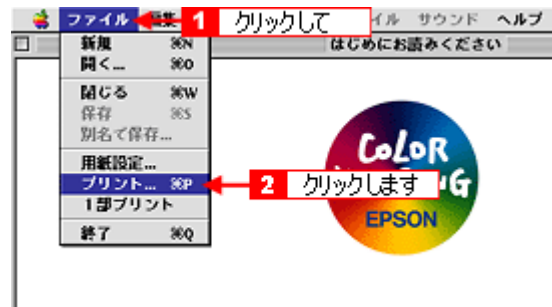 ファイル 編集 1 クリックして イル サウンド ヘルプ
はじめにお読みください
新規 ⌘N
開く... ⌘O
閉じる ⌘W
保存 ⌘S
別名で保存...
用紙設定...
プリント... ⌘P
2 クリックします
1部プリント
終了 ⌘Q
COLOR
G
EPSON